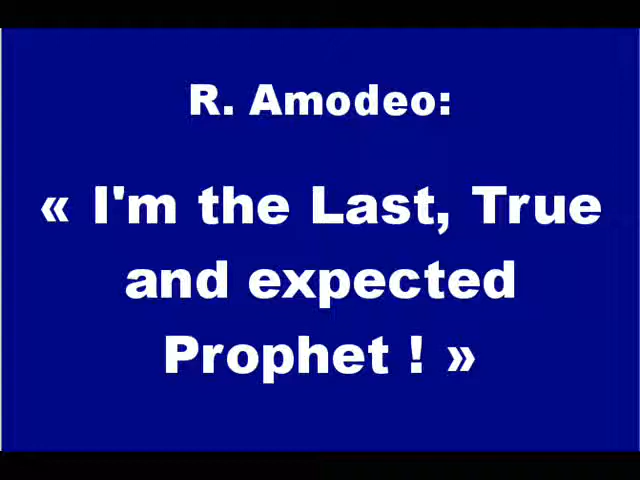 R. Amodeo:
« I'm the Last, True
and expected
Prophet ! »